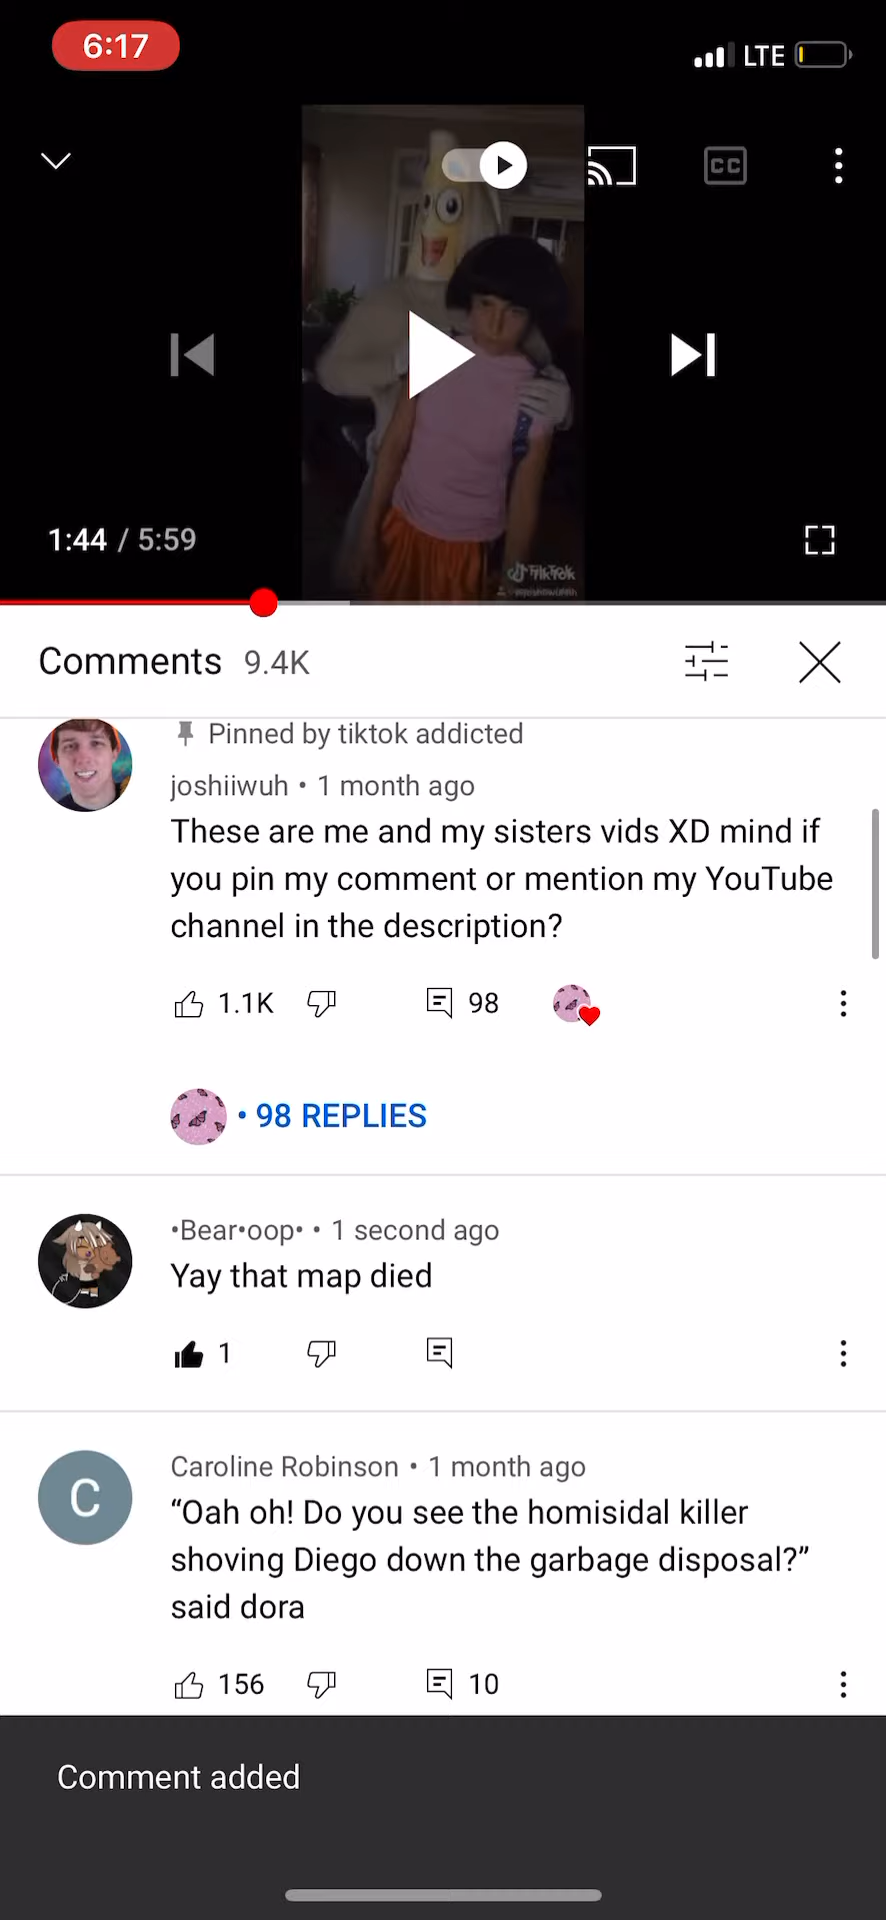 6:17
LTE
CC
1:44 / 5:59
TikTok
Comments 9.4K
Pinned by tiktok addicted
joshiiwuh • 1 month ago
These are me and my sisters vids XD mind if
you pin my comment or mention my YouTube
channel in the description?
1.1K
98
• 98 REPLIES
•Bear•oop• • 1 second ago
Yay that map died
1
C
Caroline Robinson • 1 month ago
“Oah oh! Do you see the homisidal killer
shoving Diego down the garbage disposal?”
said dora
156
10
Comment added